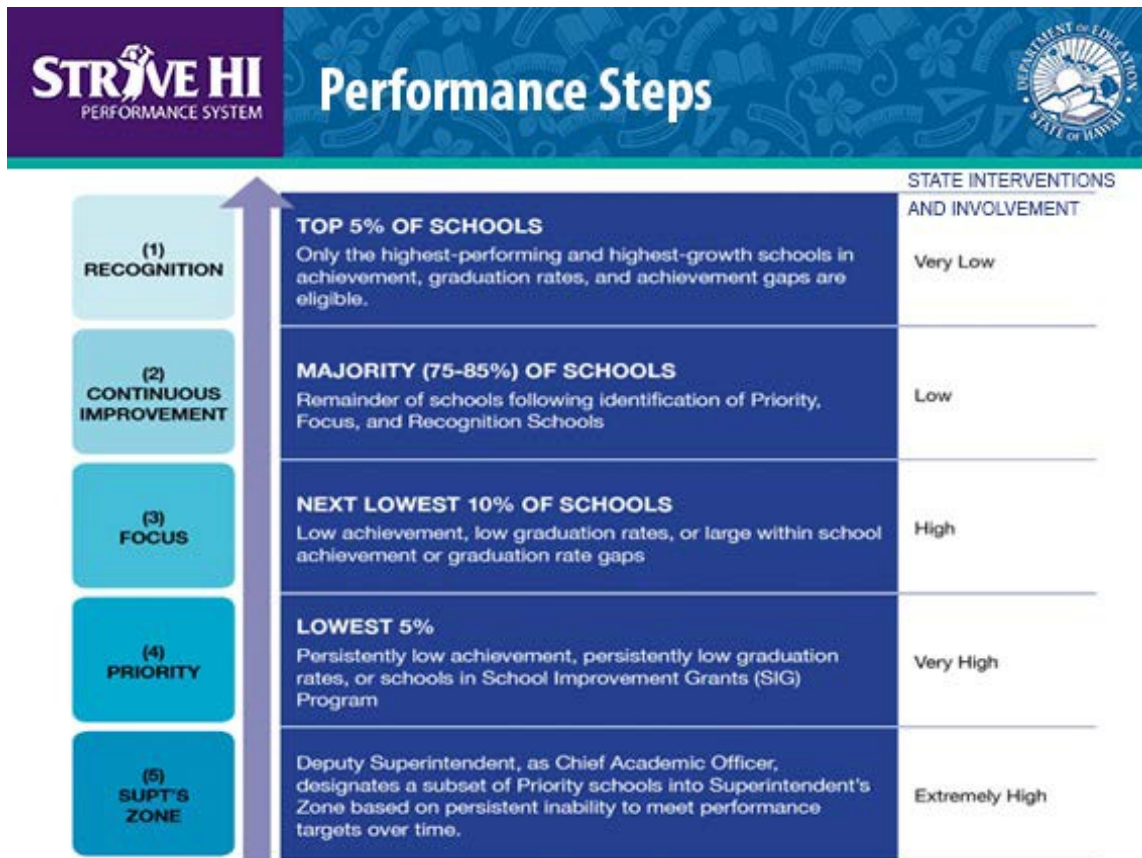 STRIVE HI
PERFORMANCE SYSTEM
Performance Steps
DEPARTMENT OF EDUCATION
STATE OF HAWAII
STATE INTERVENTIONS
AND INVOLVEMENT
(1)
RECOGNITION
TOP 5% OF SCHOOLS
Only the highest-performing and highest-growth schools in
achievement, graduation rates, and achievement gaps are
eligible.
Very Low
(2)
CONTINUOUS
IMPROVEMENT
MAJORITY (75-85%) OF SCHOOLS
Remainder of schools following identification of Priority,
Focus, and Recognition Schools
Low
(3)
FOCUS
NEXT LOWEST 10% OF SCHOOLS
Low achievement, low graduation rates, or large within school
achievement or graduation rate gaps
High
(4)
PRIORITY
LOWEST 5%
Persistently low achievement, persistently low graduation
rates, or schools in School Improvement Grants (SIG)
Program
Very High
(5)
SUPT'S
ZONE
Deputy Superintendent, as Chief Academic Officer,
designates a subset of Priority schools into Superintendent's
Zone based on persistent inability to meet performance
targets over time.
Extremely High